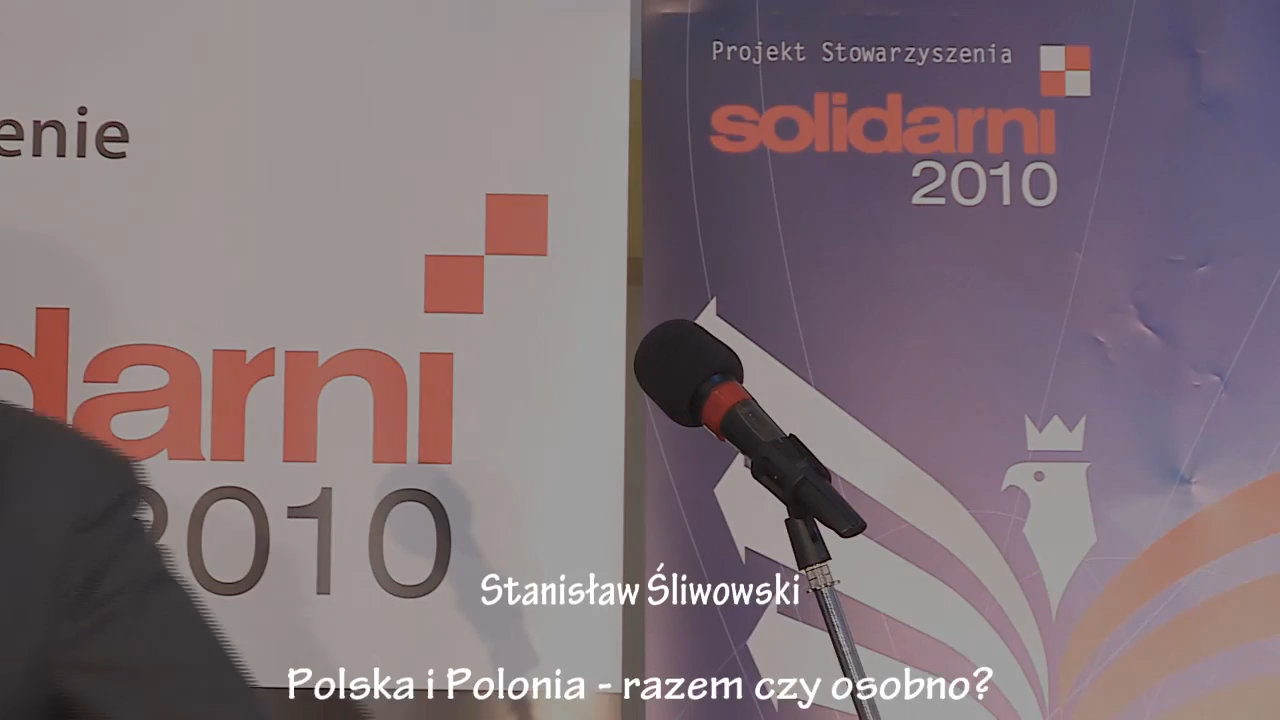 enie
darni
2010
Projekt Stowarzyszenia
solidarni
2010
Stanisław Śliwowski
Polska i Polonia - razem czy osobno?